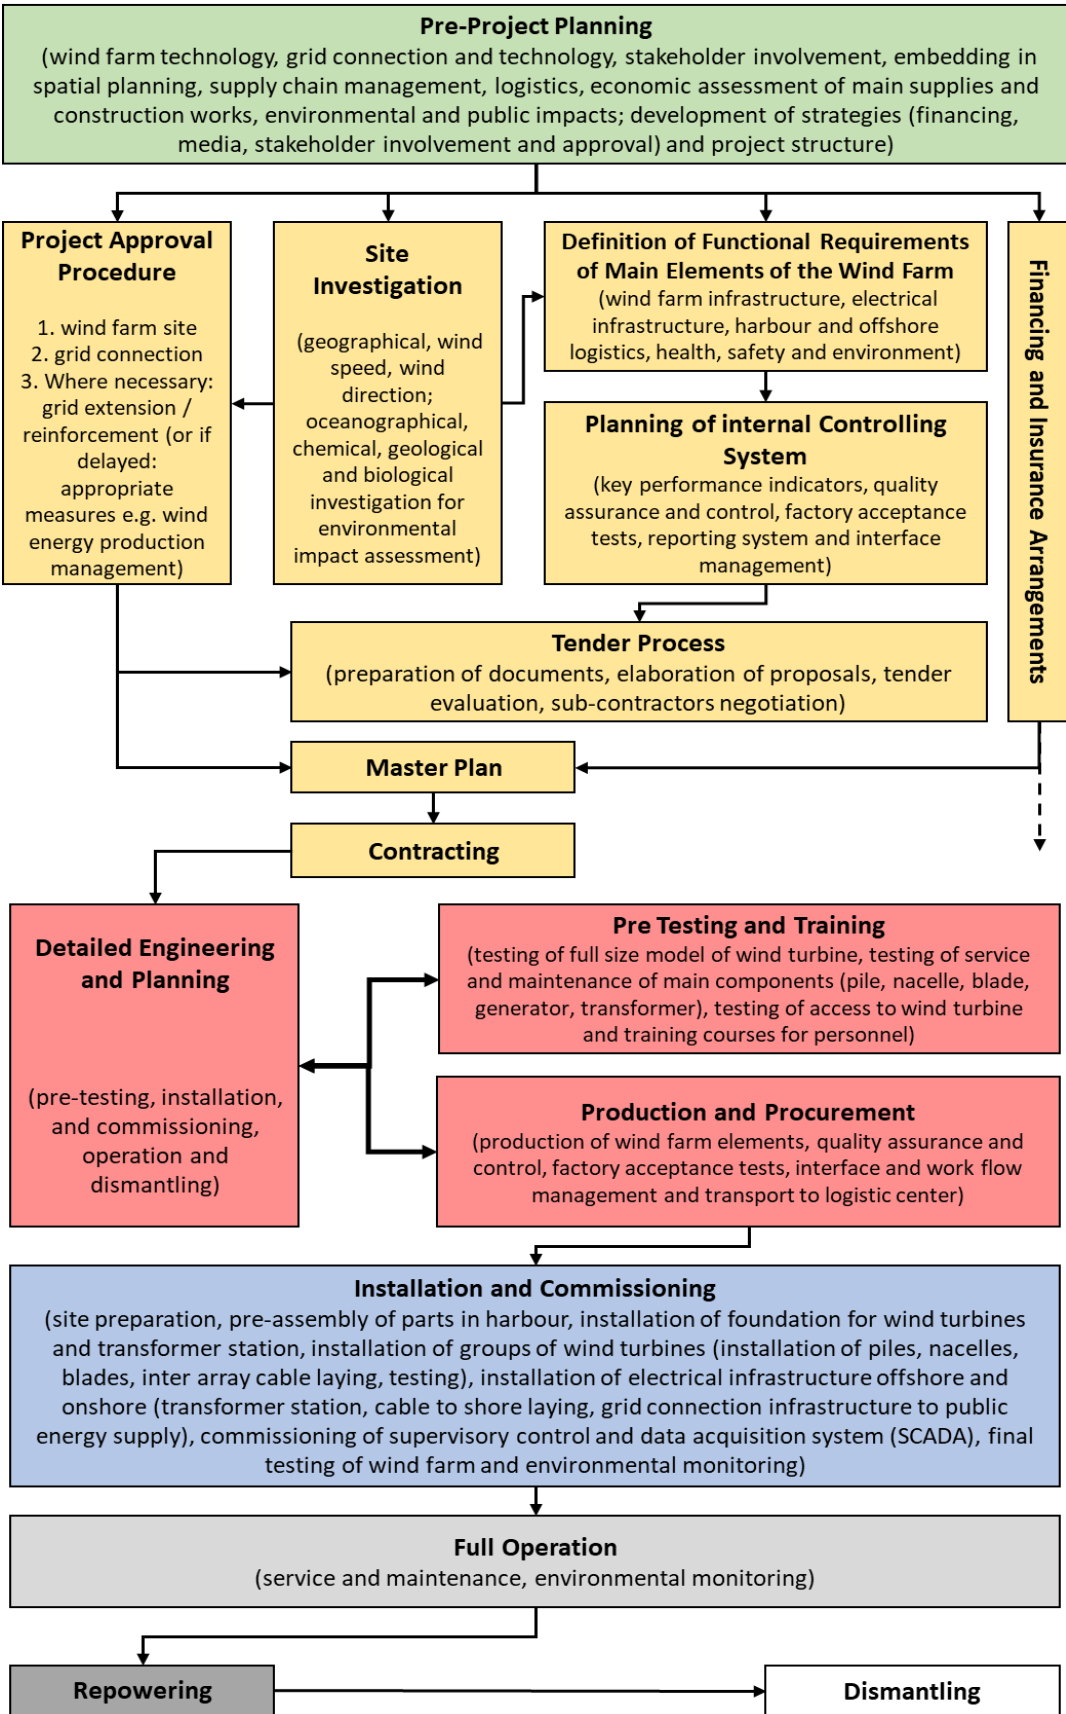 Pre-Project Planning
(wind farm technology, grid connection and technology, stakeholder involvement, embedding in
spatial planning, supply chain management, logistics, economic assessment of main supplies and
construction works, environmental and public impacts; development of strategies (financing,
media, stakeholder involvement and approval) and project structure)
Project Approval
Procedure
1. wind farm site
2. grid connection
3. Where necessary:
grid extension /
reinforcement (or if
delayed:
appropriate
measures e.g. wind
energy production
management)
Site
Investigation
(geographical, wind
speed, wind
direction;
oceanographical,
chemical, geological
and biological
investigation for
environmental
impact assessment)
Definition of Functional Requirements
of Main Elements of the Wind Farm
(wind farm infrastructure, electrical
infrastructure, harbour and offshore
logistics, health, safety and environment)
Planning of internal Controlling
System
(key performance indicators, quality
assurance and control, factory acceptance
tests, reporting system and interface
management)
Financing and Insurance Arrangements
Tender Process
(preparation of documents, elaboration of proposals, tender
evaluation, sub-contractors negotiation)
Master Plan
Contracting
Detailed Engineering
and Planning
(pre-testing, installation,
and commissioning,
operation and
dismantling)
Pre Testing and Training
(testing of full size model of wind turbine, testing of service
and maintenance of main components (pile, nacelle, blade,
generator, transformer), testing of access to wind turbine
and training courses for personnel)
Production and Procurement
(production of wind farm elements, quality assurance and
control, factory acceptance tests, interface and work flow
management and transport to logistic center)
Installation and Commissioning
(site preparation, pre-assembly of parts in harbour, installation of foundation for wind turbines
and transformer station, installation of groups of wind turbines (installation of piles, nacelles,
blades, inter array cable laying, testing), installation of electrical infrastructure offshore and
onshore (transformer station, cable to shore laying, grid connection infrastructure to public
energy supply), commissioning of supervisory control and data acquisition system (SCADA), final
testing of wind farm and environmental monitoring)
Full Operation
(service and maintenance, environmental monitoring)
Repowering
Dismantling